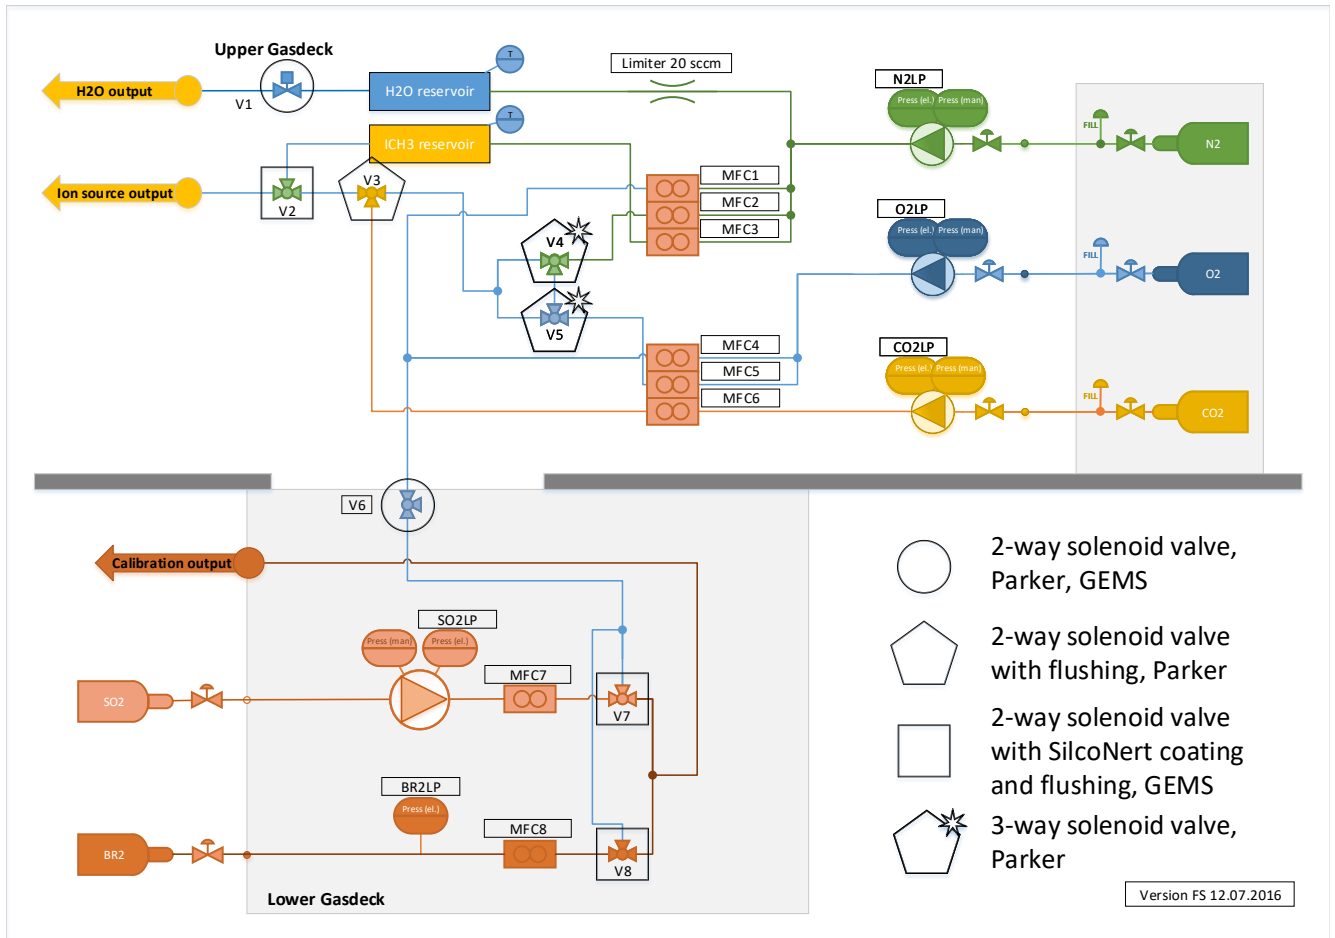 Upper Gasdeck
H2O output
V1
H2O reservoir
T
Limiter 20 sccm
N2LP
Press (el.)
Press (man)
FILL
N2
ICH3 reservoir
T
Ion source output
V2
V3
MFC1
MFC2
MFC3
V4
V5
O2LP
Press (el.)
Press (man)
FILL
O2
MFC4
MFC5
MFC6
CO2LP
Press (el.)
Press (man)
FILL
CO2
V6
Calibration output
SO2LP
Press (man)
Press (el.)
SO2
MFC7
V7
BR2LP
Press (el.)
BR2
MFC8
V8
Lower Gasdeck
2-way solenoid valve,
Parker, GEMS
2-way solenoid valve
with flushing, Parker
2-way solenoid valve
with SilcoNert coating
and flushing, GEMS
3-way solenoid valve,
Parker
Version FS 12.07.2016